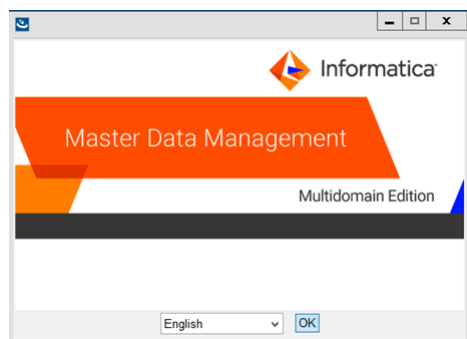 Informatica
Master Data Management
Multidomain Edition
English
OK